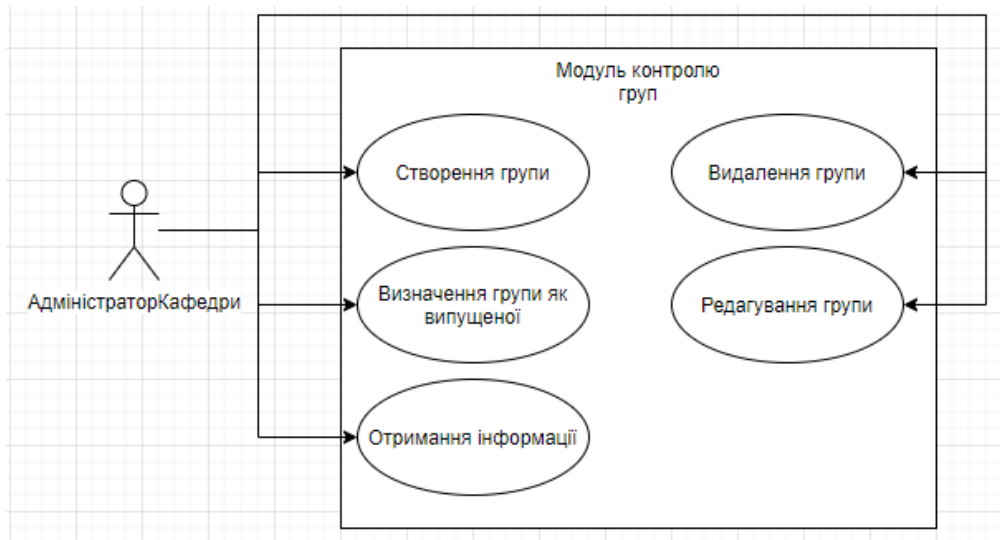 Модуль контролю
груп
Створення групи
Видалення групи
АдміністраторКафедри
Визначення групи як
випущеної
Редагування групи
Отримання інформації